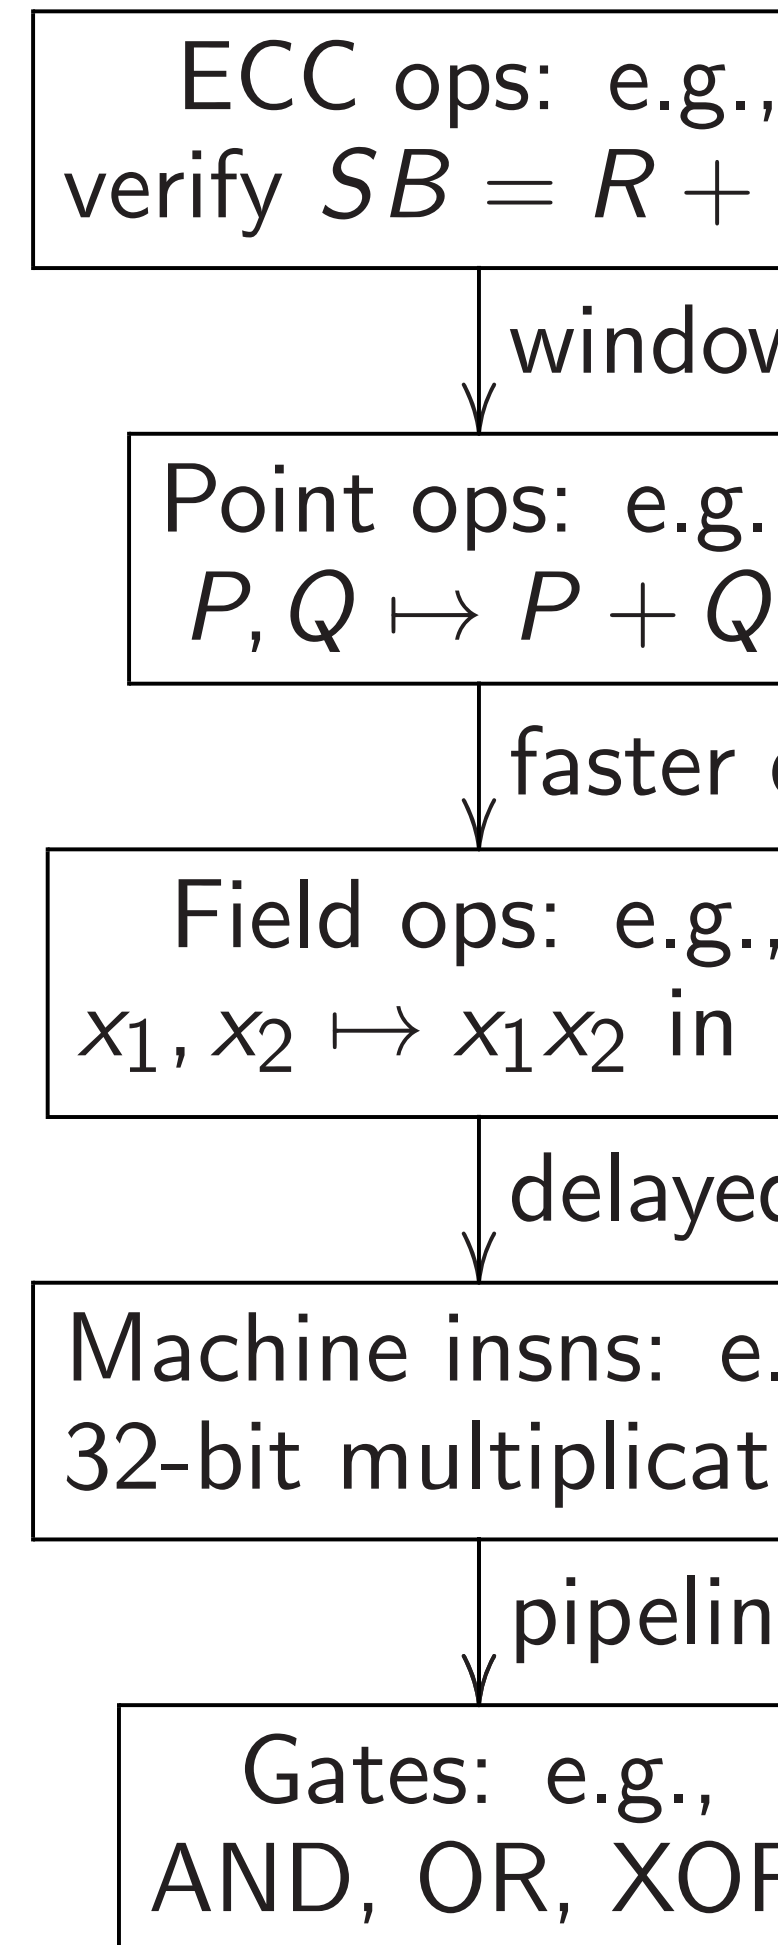 ECC ops: e.g.,
verify SB = R +
window
Point ops: e.g.
P, Q ↦ P + Q
faster
Field ops: e.g.,
x₁, x₂ ↦ x₁x₂ in
delayed
Machine insns: e.
32-bit multiplicat
pipelin
Gates: e.g.,
AND, OR, XOR